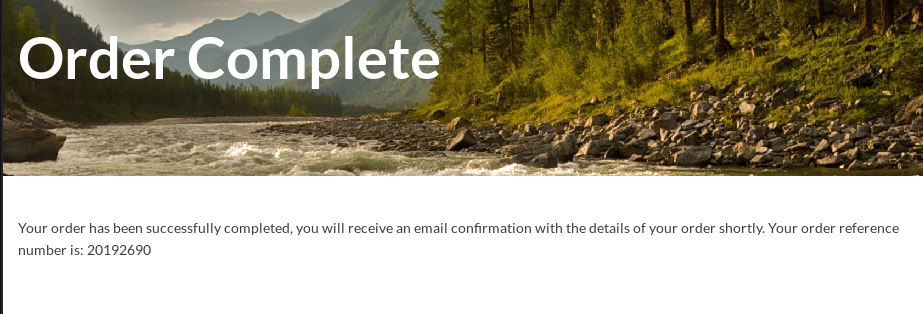 Order Complete
Your order has been successfully completed, you will receive an email confirmation with the details of your order shortly. Your order reference
number is: 20192690